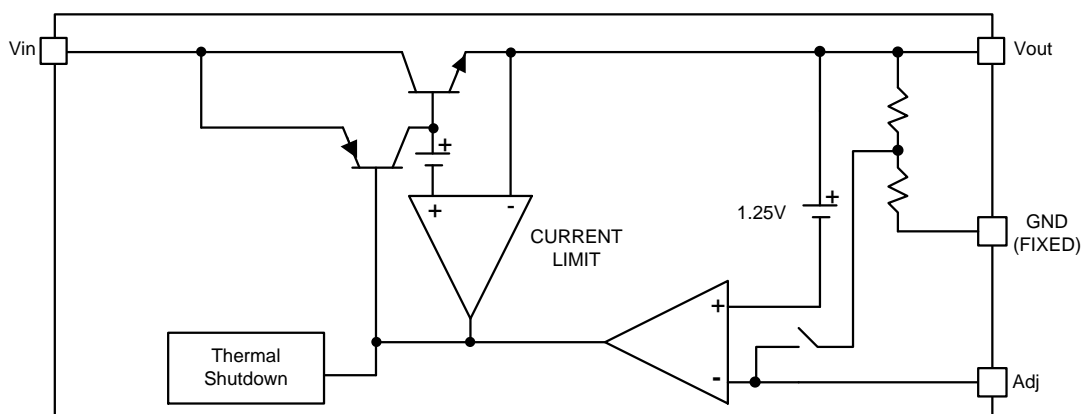 Vin
Vout
+
+
-
CURRENT
LIMIT
1.25V
+
GND
(FIXED)
+
-
Thermal
Shutdown
Adj